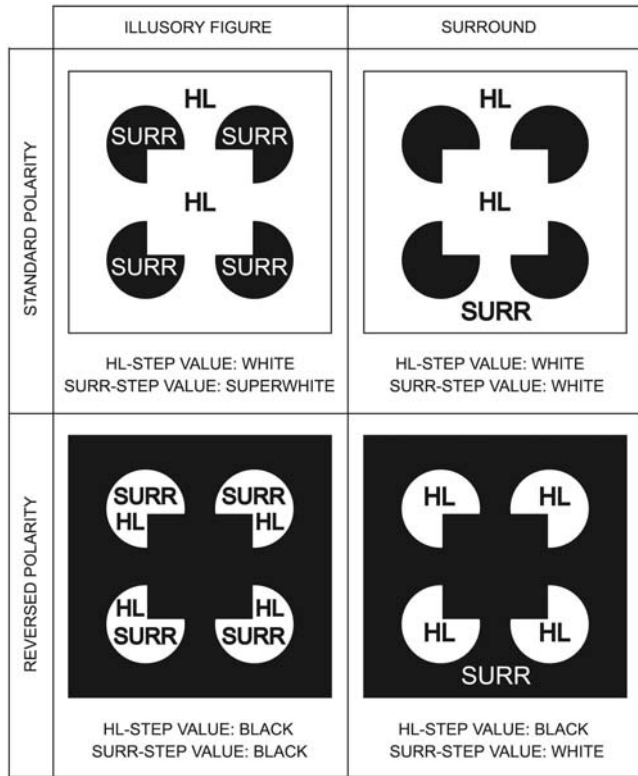 ILLUSORY FIGURE
SURROUND
STANDARD POLARITY
HL
SURR SURR
HL
SURR SURR
HL-STEP VALUE: WHITE
SURR-STEP VALUE: SUPERWHITE
HL
HL
SURR
HL-STEP VALUE: WHITE
SURR-STEP VALUE: WHITE
REVERSED POLARITY
SURR SURR
HL HL
HL HL
SURR SURR
HL-STEP VALUE: BLACK
SURR-STEP VALUE: BLACK
HL HL
HL HL
SURR
HL-STEP VALUE: BLACK
SURR-STEP VALUE: WHITE